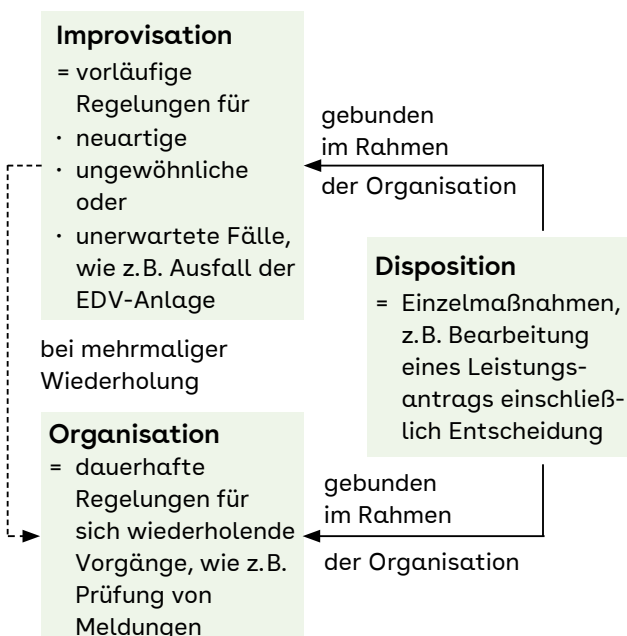 Improvisation
= vorläufige
Regelungen für
· neuartige
· ungewöhnliche
oder
· unerwartete Fälle,
wie z.B. Ausfall der
EDV-Anlage
gebunden
im Rahmen
der Organisation
Disposition
= Einzelmaßnahmen,
z.B. Bearbeitung
eines Leistungs-
antrags einschließ-
lich Entscheidung
bei mehrmaliger
Wiederholung
Organisation
= dauerhafte
Regelungen für
sich wiederholende
Vorgänge, wie z.B.
Prüfung von
Meldungen
gebunden
im Rahmen
der Organisation